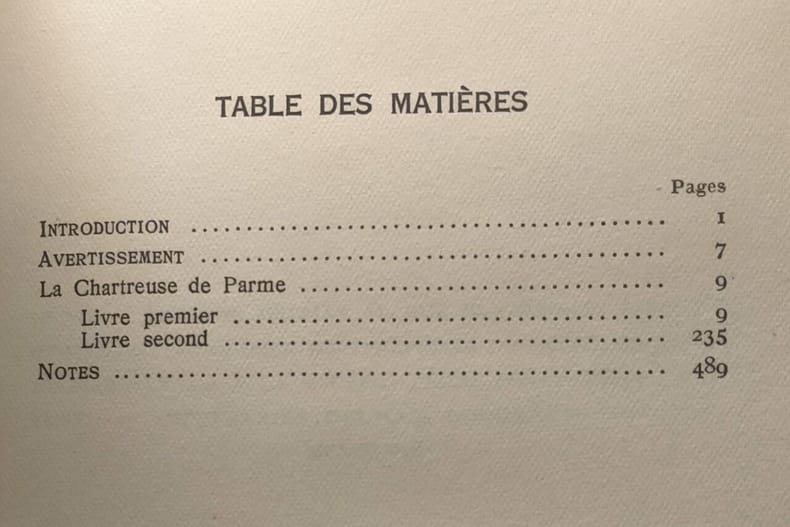 TABLE DES MATIÈRES
Pages
INTRODUCTION ........................................ 1
AVERTISSEMENT ....................................... 7
La Chartreuse de Parme .............................. 9
Livre premier ................................... 9
Livre second .................................... 235
NOTES ............................................... 489